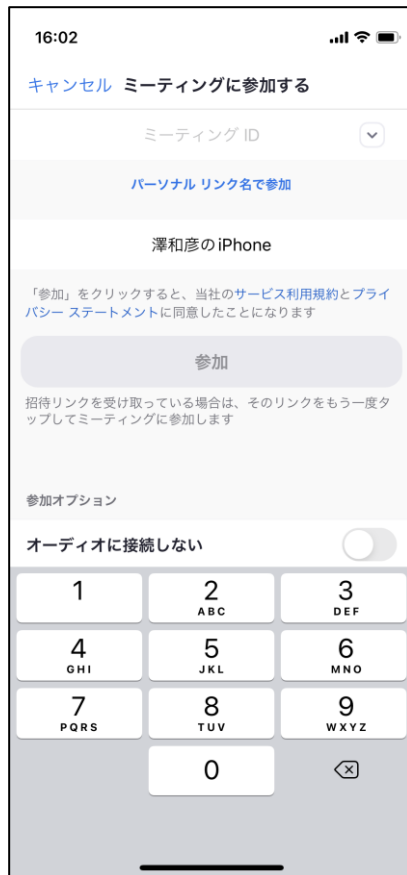 16:02
キャンセル ミーティングに参加する
ミーティング ID
パーソナル リンク名で参加
澤和彦のiPhone
「参加」をクリックすると、当社のサービス利用規約とプライ
バシー ステートメントに同意したことになります
参加
招待リンクを受け取っている場合は、そのリンクをもう一度タ
ップしてミーティングに参加します
参加オプション
オーディオに接続しない
1 2 3
ABC DEF
4 5 6
GHI JKL MNO
7 8 9
PQRS TUV WXYZ
0